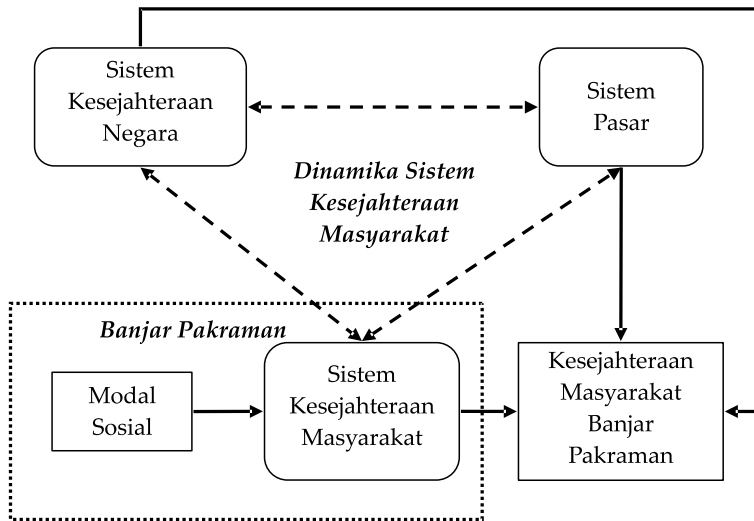 Sistem
Kesejahteraan
Negara
Sistem
Pasar
Dinamika Sistem
Kesejahteraan
Masyarakat
Banjar Pakraman
Modal
Sosial
Sistem
Kesejahteraan
Masyarakat
Kesejahteraan
Masyarakat
Banjar
Pakraman